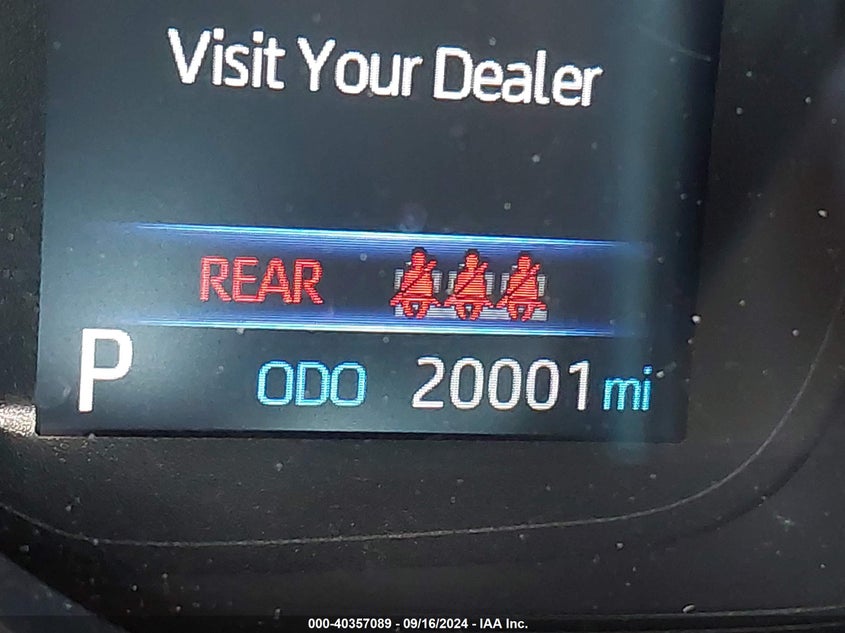 Visit Your Dealer
REAR
P ODO 20001 mi
000-40357089 - 09/16/2024 - IAA Inc.